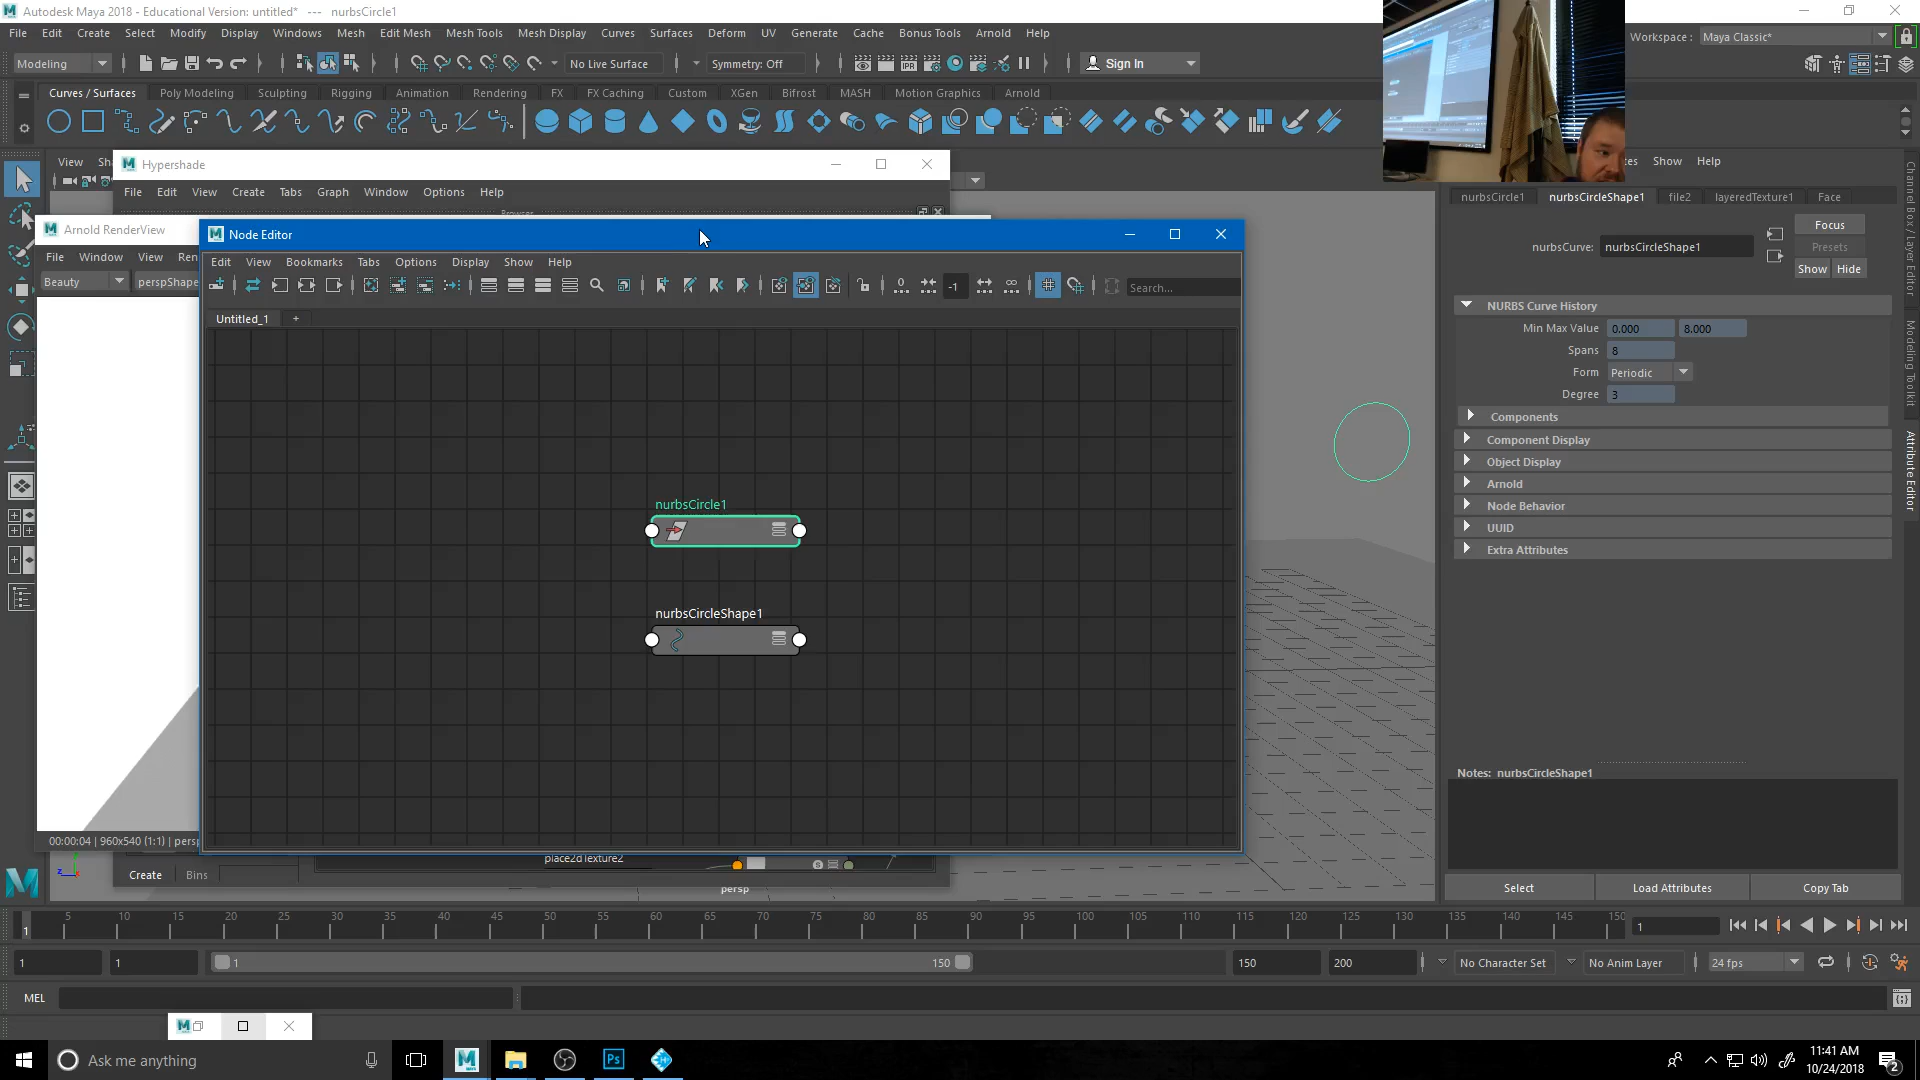 Autodesk Maya 2018 - Educational Version: untitled* --- nurbsCircle1
File Edit Create Select Modify Display Windows Mesh Edit Mesh Mesh Tools Mesh Display Curves Surfaces Deform UV Generate Cache Bonus Tools Arnold Help
Workspace : Maya Classic*
Modeling No Live Surface Symmetry: Off Sign In
Curves / Surfaces Poly Modeling Sculpting Rigging Animation Rendering FX FX Caching Custom XGen Bifrost MASH Motion Graphics Arnold
View Sh
Show Help
Hypershade
File Edit View Create Tabs Graph Window Options Help
Browser
Arnold RenderView
File Window View Ren
Beauty perspShape
Node Editor
Edit View Bookmarks Tabs Options Display Show Help
0 -1 Search...
Untitled_1 +
nurbsCircle1
nurbsCircleShape1
nurbsCircle1 nurbsCircleShape1 file2 layeredTexture1 Face
nurbsCurve: nurbsCircleShape1
Focus
Presets
Show Hide
NURBS Curve History
Min Max Value 0.000 8.000
Spans 8
Form Periodic
Degree 3
Components
Component Display
Object Display
Arnold
Node Behavior
UUID
Extra Attributes
Notes: nurbsCircleShape1
Select Load Attributes Copy Tab
Channel Box / Layer Editor
Modeling Toolkit
Attribute Editor
00:00:04 | 960x540 (1:1) | persp
place2dTexture2
Create Bins
persp
5 10 15 20 25 30 35 40 45 50 55 60 65 70 75 80 85 90 95 100 105 110 115 120 125 130 135 140 145 150
1 1
1 1 1 150 150 200 No Character Set No Anim Layer 24 fps
MEL
Ask me anything
Ps
11:41 AM
10/24/2018
2